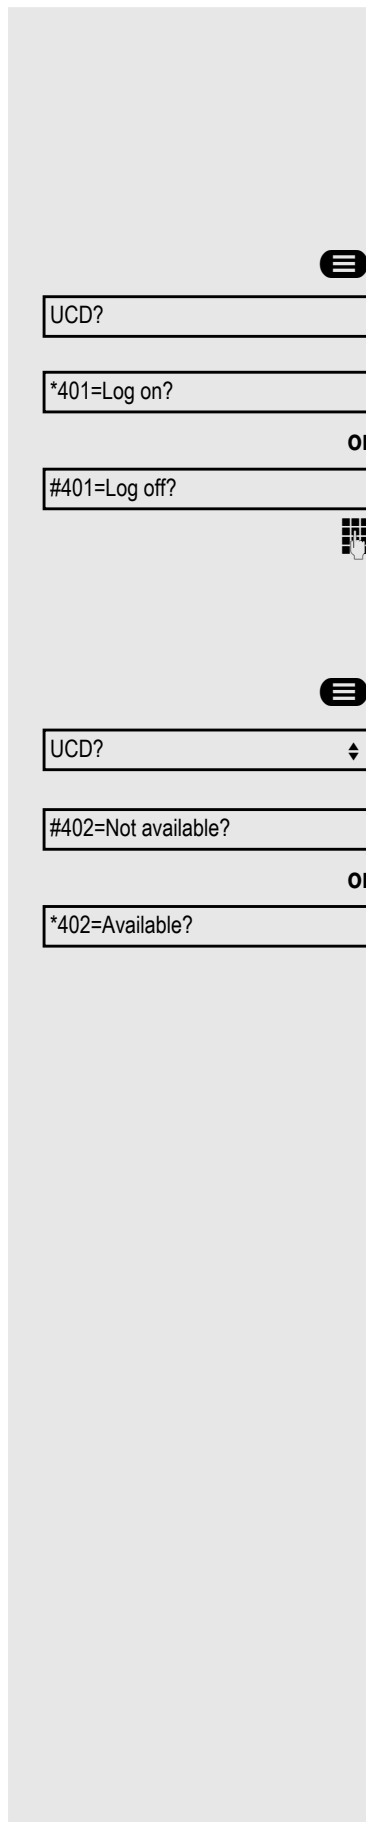 UCD?
*401=Log on?
or
#401=Log off?
UCD?
#402=Not available?
or
*402=Available?